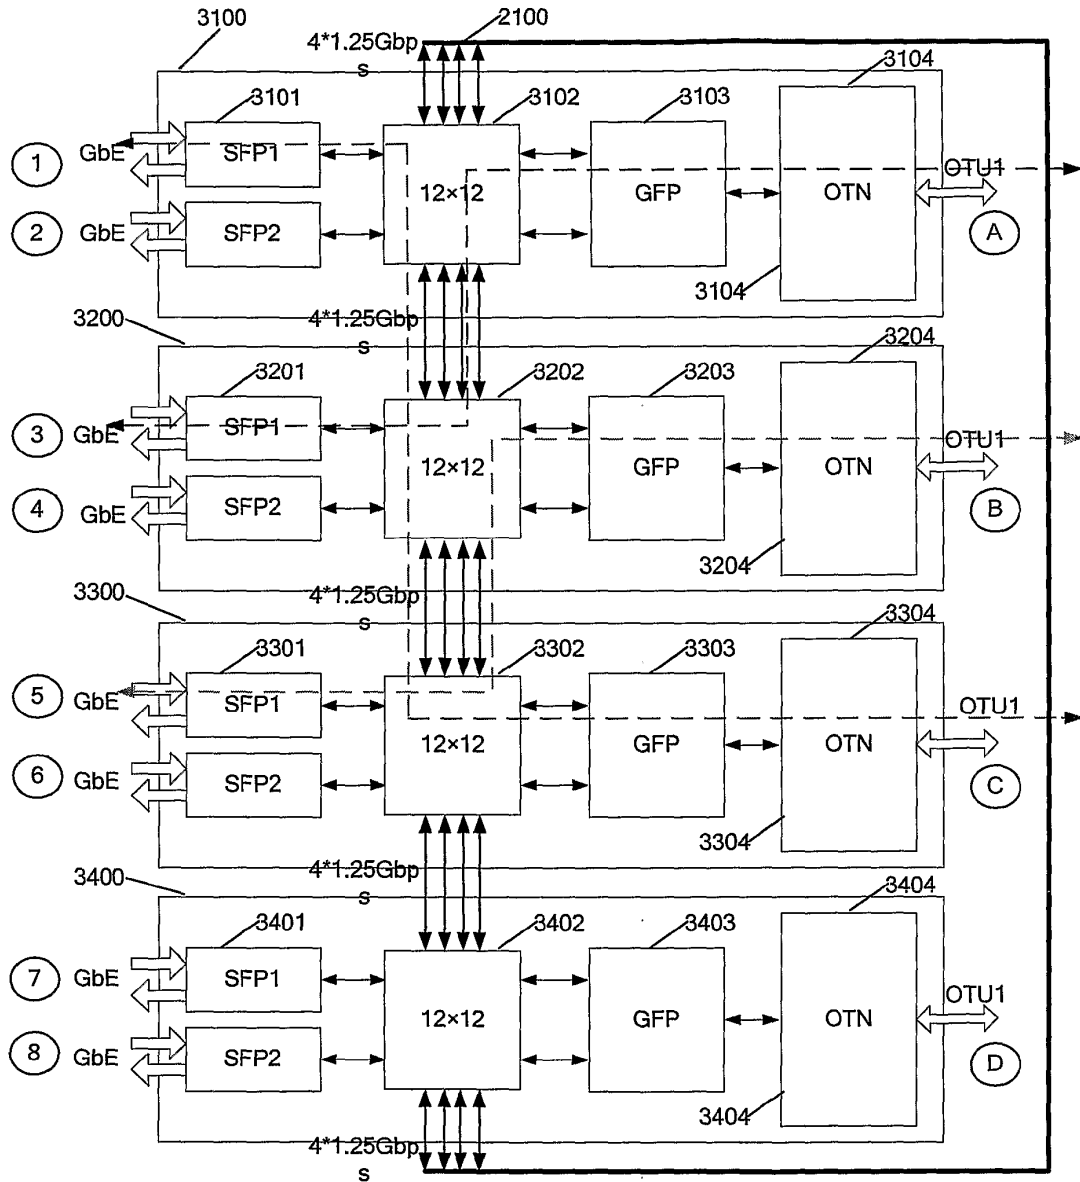 3100
2100
4*1.25Gbp
s
3104
3101
3102
3103
1
GbE
SFP1
12×12
GFP
OTN
OTU1
2
GbE
SFP2
A
3104
3200
4*1.25Gbp
s
3204
3201
3202
3203
3
GbE
SFP1
12×12
GFP
OTN
OTU1
4
GbE
SFP2
B
3204
3300
4*1.25Gbp
s
3304
3301
3302
3303
5
GbE
SFP1
12×12
GFP
OTN
OTU1
6
GbE
SFP2
C
3304
3400
4*1.25Gbp
s
3404
3401
3402
3403
7
GbE
SFP1
12×12
GFP
OTN
OTU1
8
GbE
SFP2
D
3404
4*1.25Gbp
s